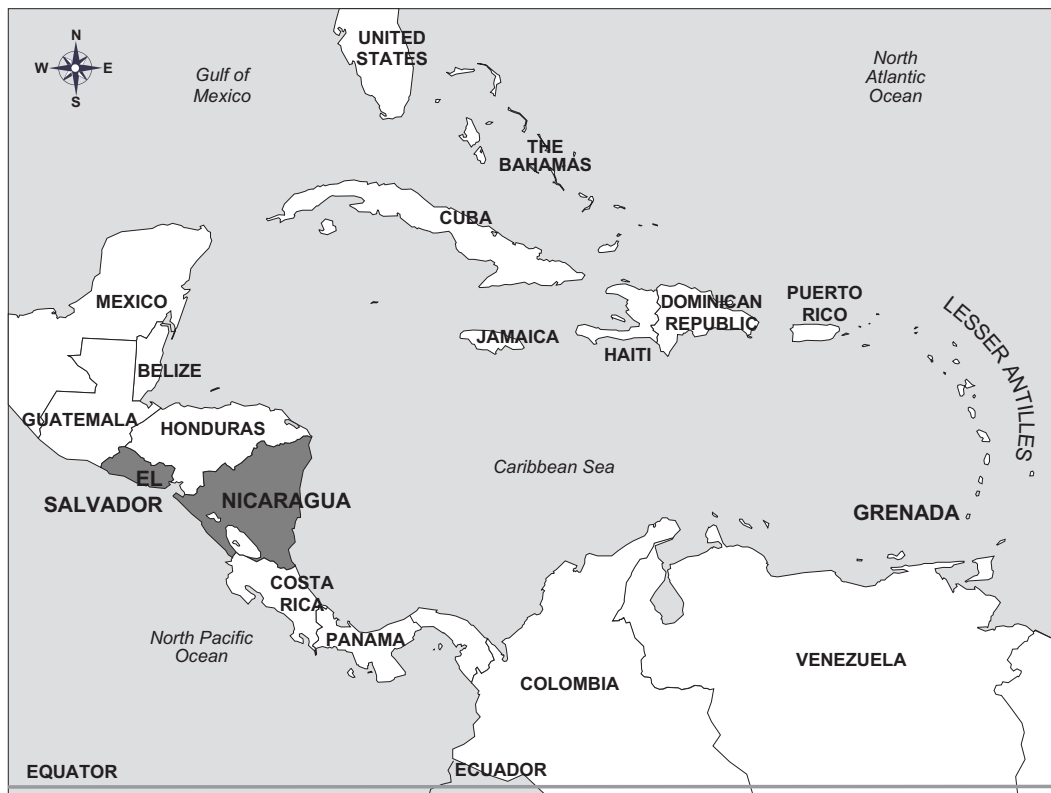 N
W E
S
UNITED
STATES
Gulf of
Mexico
North
Atlantic
Ocean
THE
BAHAMAS
CUBA
MEXICO
DOMINICAN
REPUBLIC
PUERTO
RICO
LESSER ANTILLES
JAMAICA
HAITI
BELIZE
GUATEMALA
HONDURAS
Caribbean Sea
EL
SALVADOR
NICARAGUA
GRENADA
COSTA
RICA
North Pacific
Ocean
PANAMA
COLOMBIA
VENEZUELA
EQUATOR
ECUADOR